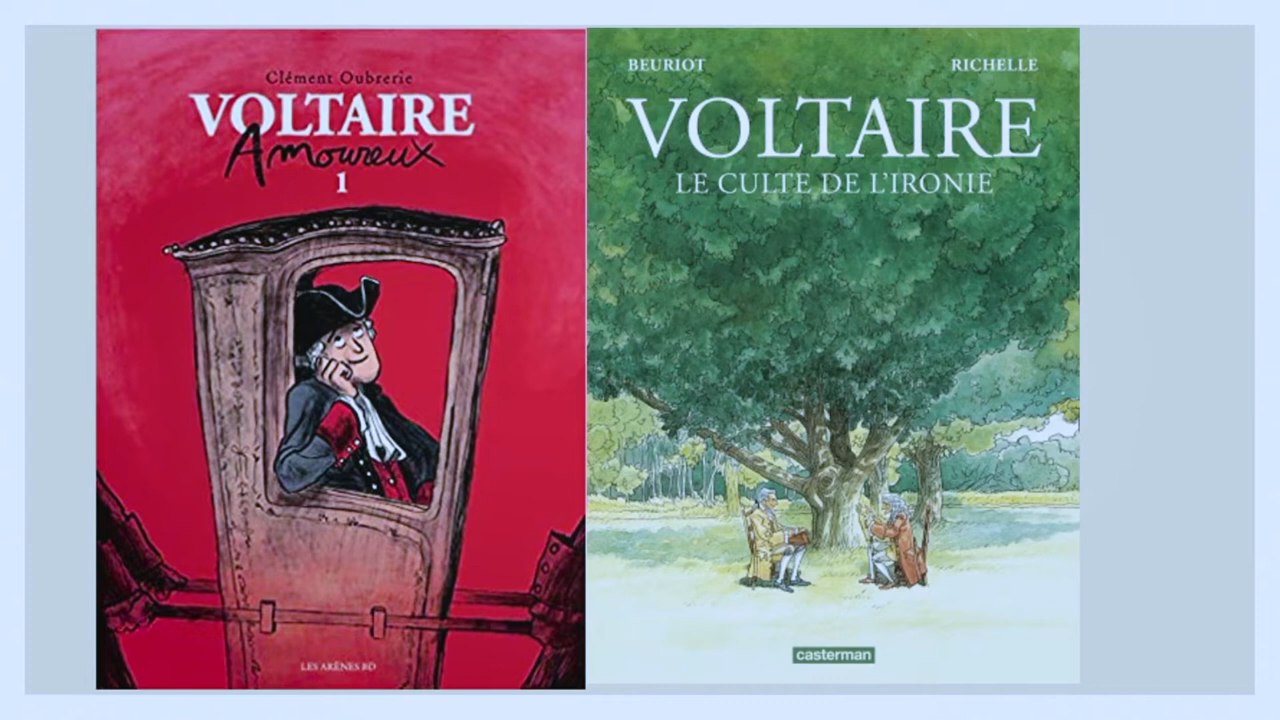 Clément Oubrerie
VOLTAIRE
Amoureux
1
LES ARÈNES BD
BEURIOT RICHELLE
VOLTAIRE
LE CULTE DE L'IRONIE
casterman